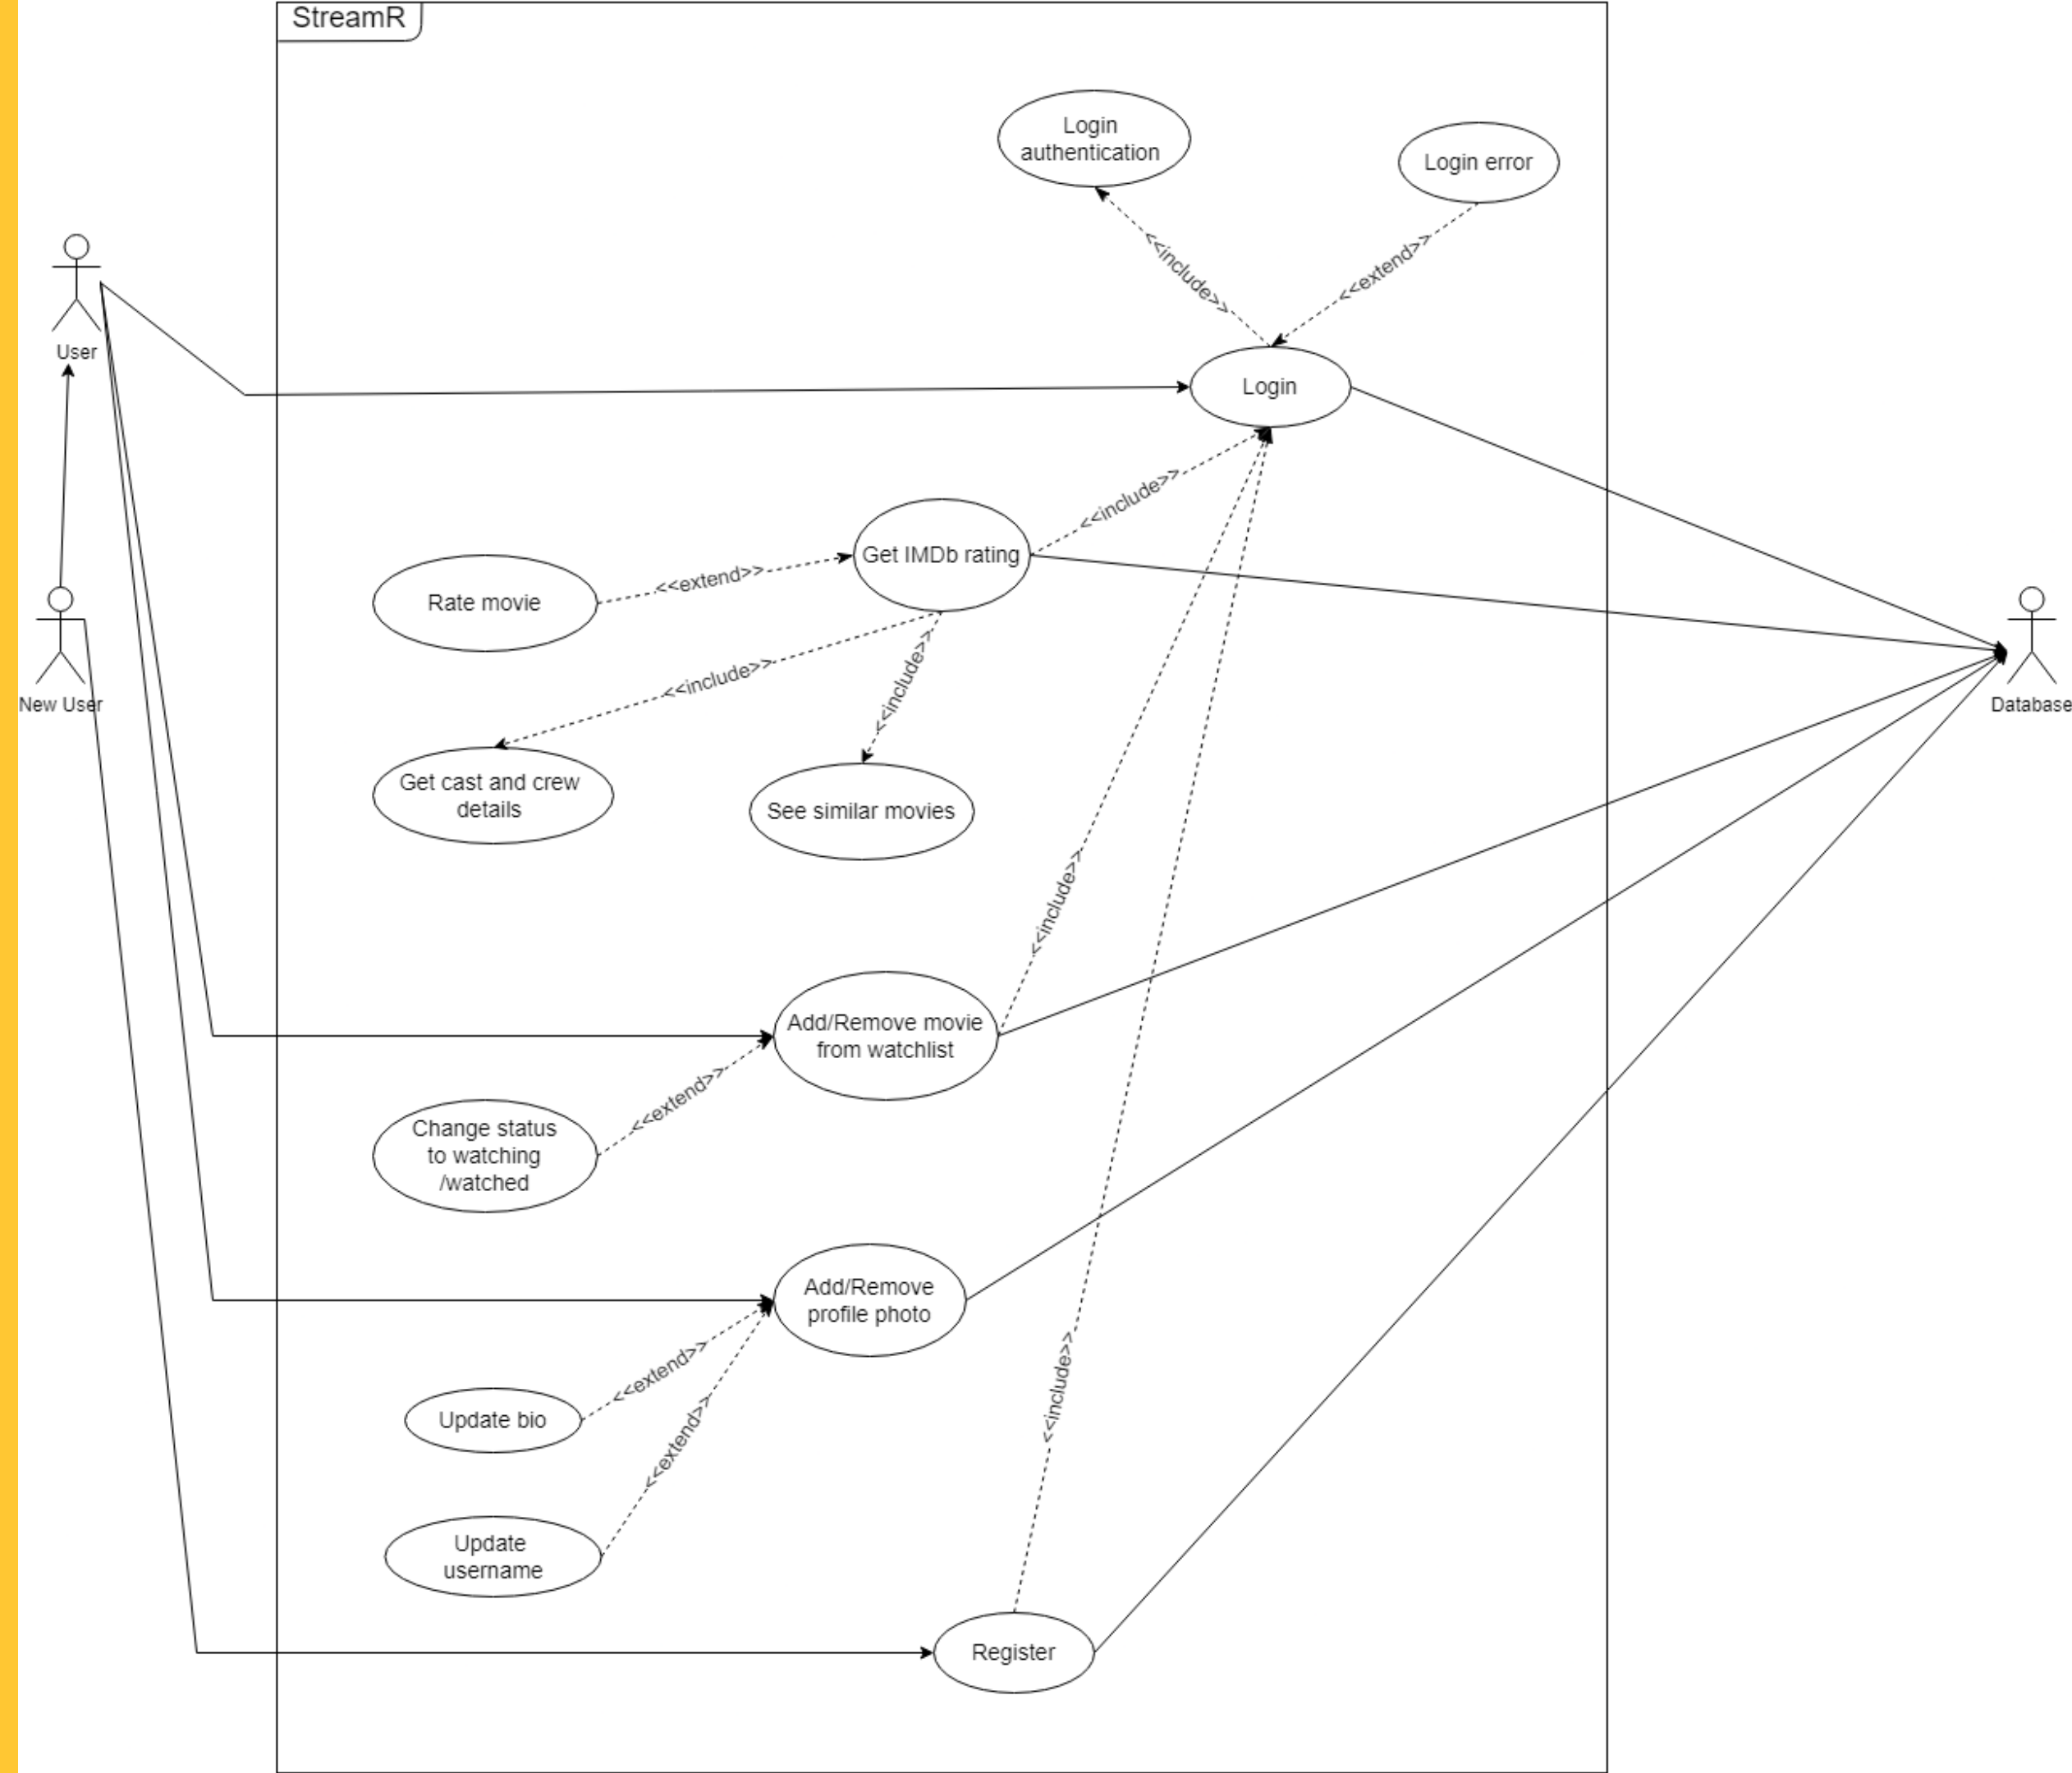 StreamR
Login
authentication
Login error
<<include>>
<<extend>>
User
Login
<<include>>
Get IMDb rating
<<extend>>
Rate movie
<<include>>
<<include>>
New User
Database
Get cast and crew
details
See similar movies
<<include>>
Add/Remove movie
from watchlist
<<extend>>
Change status
to watching
/watched
Add/Remove
profile photo
<<extend>>
<<include>>
Update bio
<<extend>>
Update
username
Register